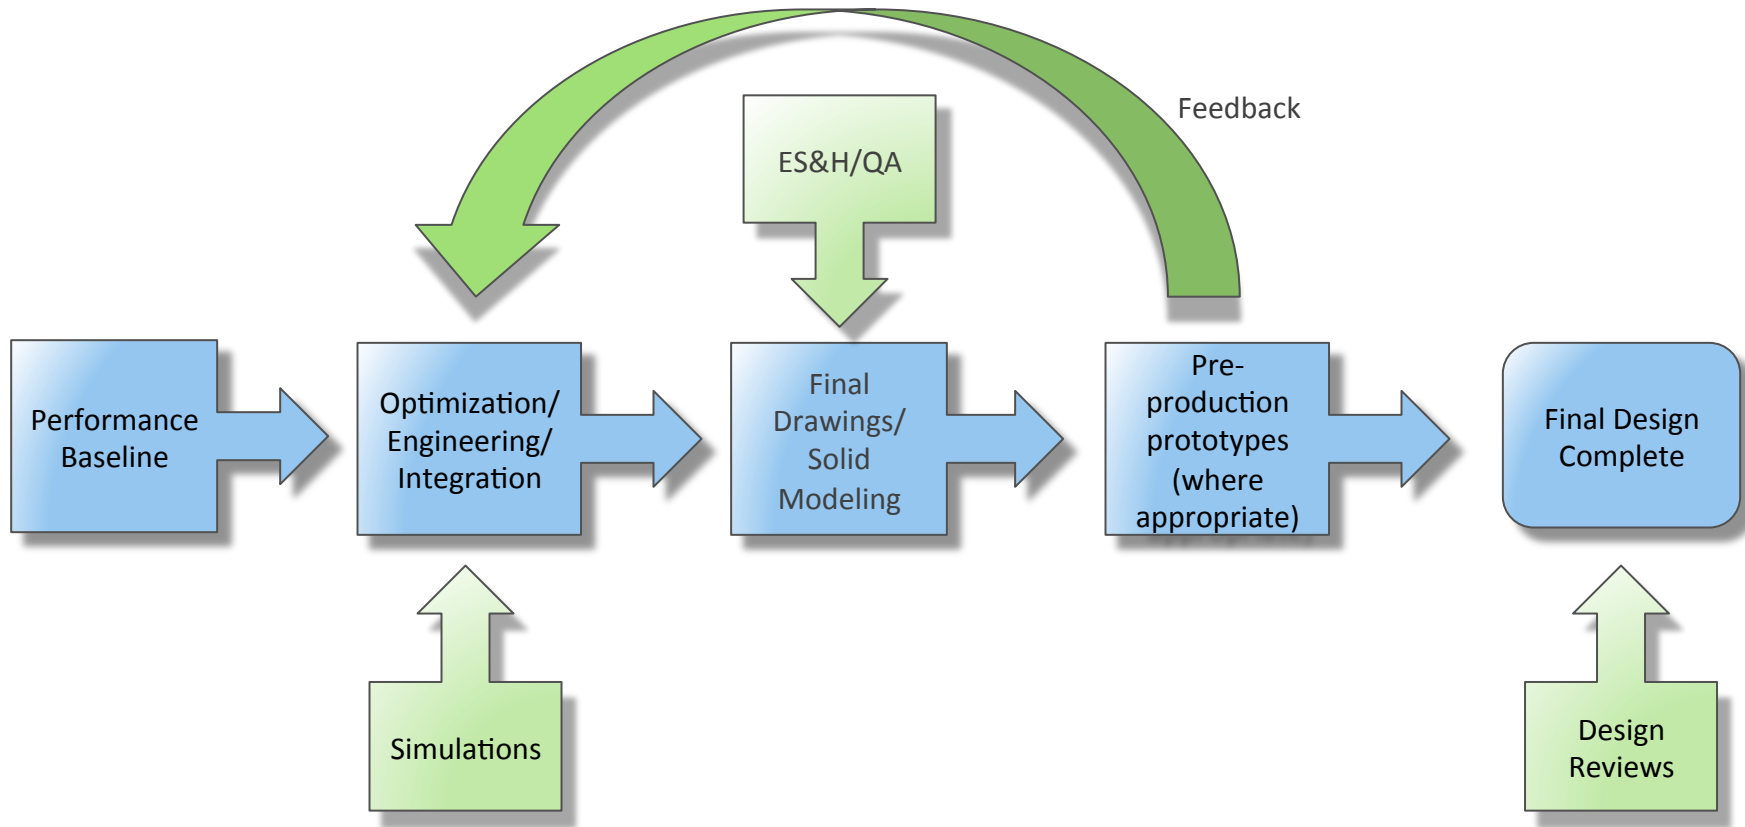 Feedback
ES&H/QA
Performance
Baseline
Optimization/
Engineering/
Integration
Final
Drawings/
Solid
Modeling
Pre-
production
prototypes
(where
appropriate)
Final Design
Complete
Simulations
Design
Reviews